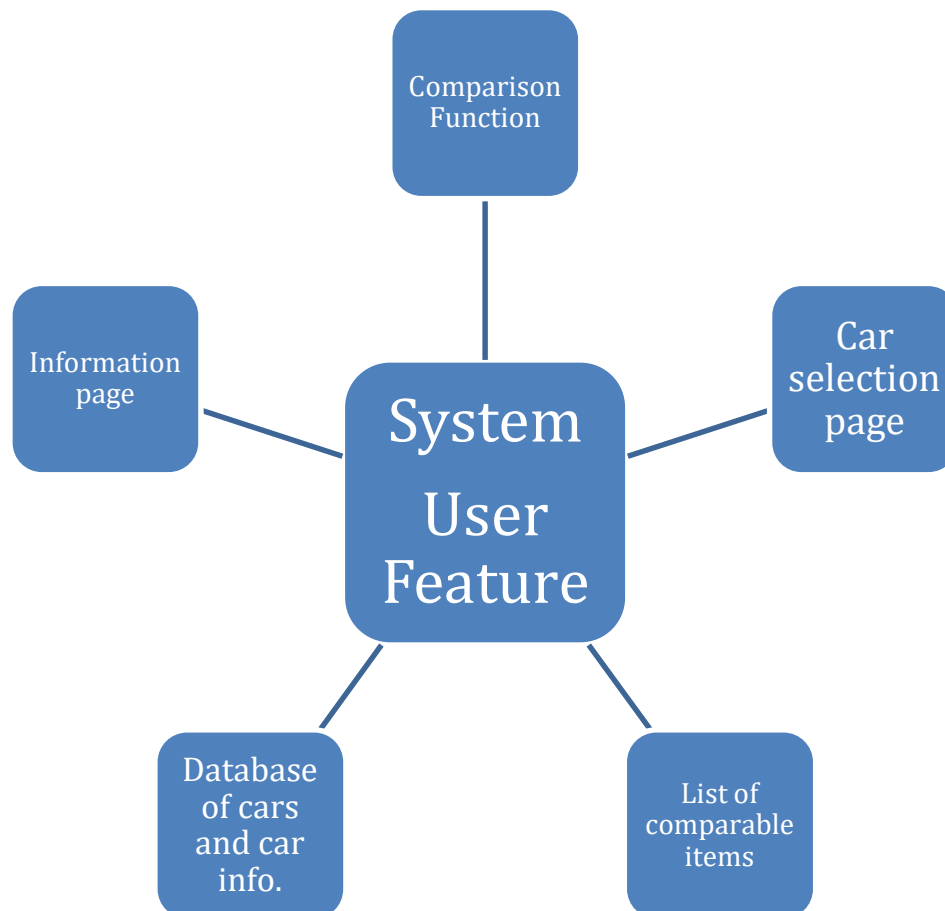 Comparison
Function
Information
page
Car
selection
page
System
User
Feature
Database
of cars
and car
info.
List of
comparable
items